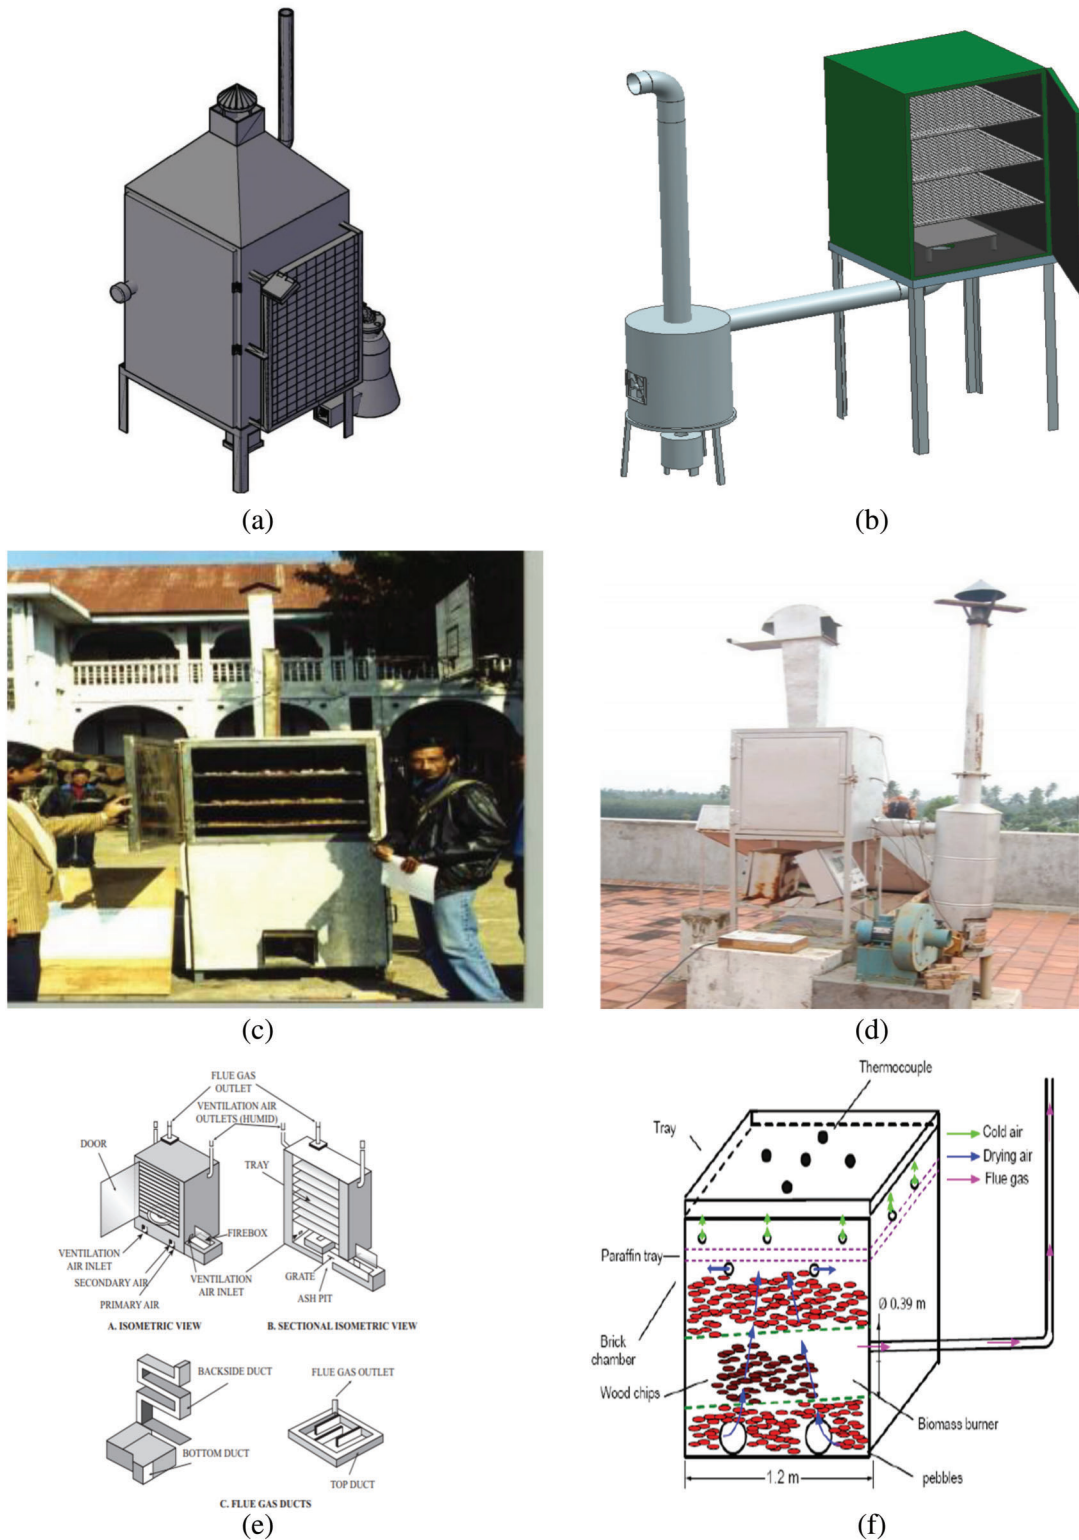 (a)
(b)
(c)
(d)
FLUE GAS
OUTLET
VENTILATION AIR
OUTLETS (HUMID)
DOOR
TRAY
FIREBOX
VENTILATION
AIR INLET
SECONDARY AIR
PRIMARY AIR
VENTILATION
AIR INLET
GRATE
ASH PIT
A. ISOMETRIC VIEW
B. SECTIONAL ISOMETRIC VIEW
BACKSIDE DUCT
BOTTOM DUCT
FLUE GAS OUTLET
TOP DUCT
C. FLUE GAS DUCTS
(e)
Thermocouple
Tray
Cold air
Drying air
Flue gas
Paraffin tray
Ø 0.39 m
Brick
chamber
Wood chips
Biomass burner
1.2 m
pebbles
(f)